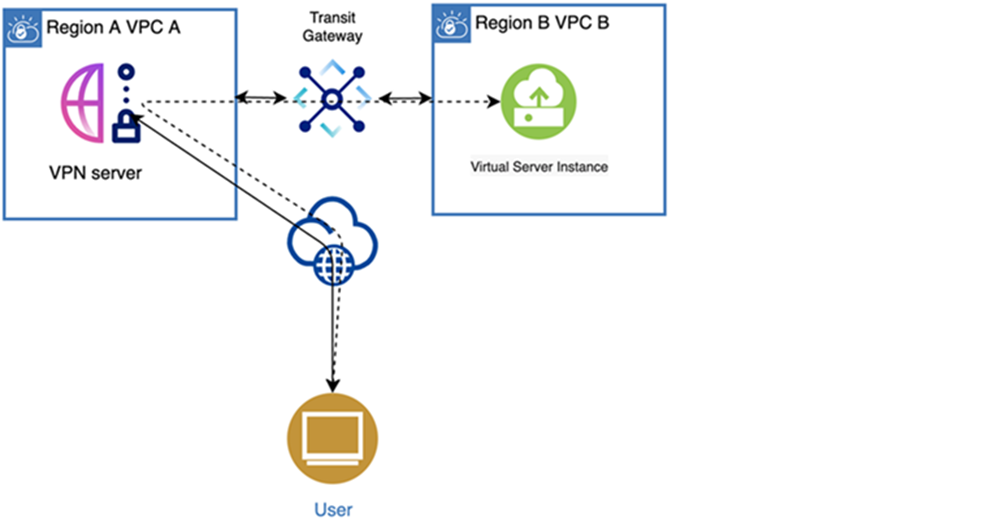 Region A VPC A
Transit
Gateway
Region B VPC B
VPN server
Virtual Server Instance
User